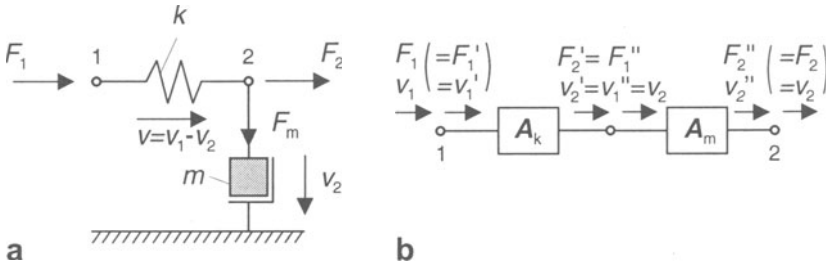 k
F₁
1
2
F₂
v=v₁-v₂
Fₘ
m
v₂
a
F₁ (=F₁')
v₁ (=v₁')
F₂'= F₁''
v₂'=v₁''=v₂
F₂'' (=F₂)
v₂'' (=v₂)
Aₖ
Aₘ
1
2
b